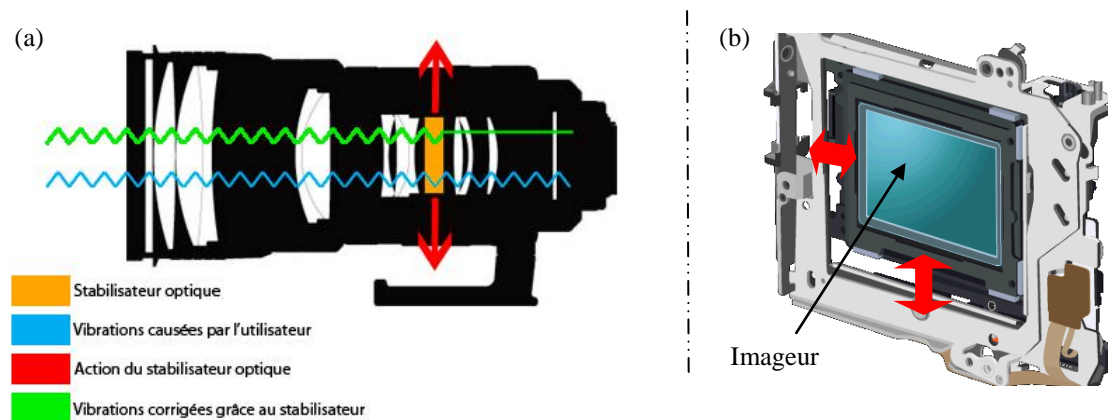 (a)
Stabilisateur optique
Vibrations causées par l'utilisateur
Action du stabilisateur optique
Vibrations corrigées grâce au stabilisateur
(b)
Imageur